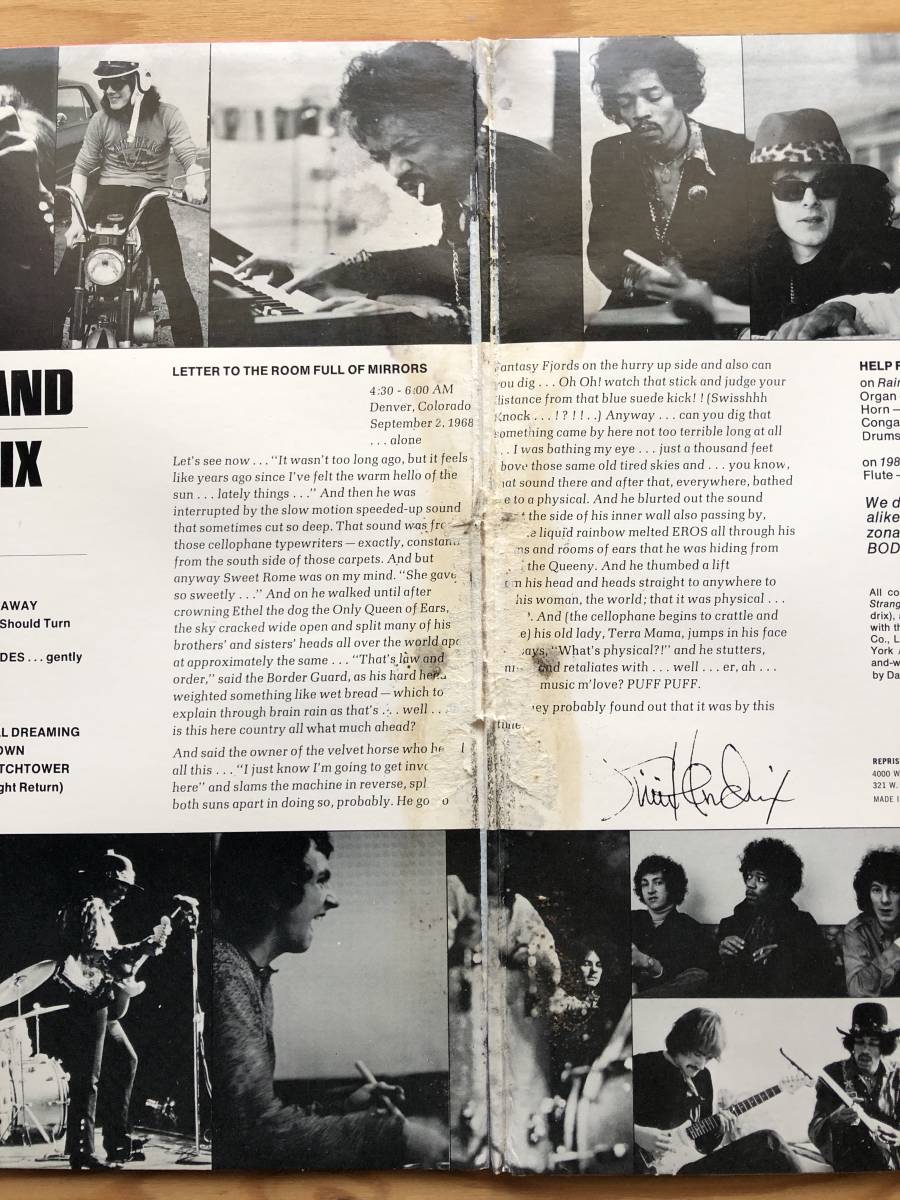 AND
IX
AWAY
Should Turn
DES . . . gently
L DREAMING
OWN
TCHTOWER
ght Return)
LETTER TO THE ROOM FULL OF MIRRORS
4:30 - 6:00 AM
Denver, Colorado
September 2, 1968
. . . alone
Let's see now . . . "It wasn't too long ago, but it feels
like years ago since I've felt the warm hello of the
sun . . . lately things . . ." And then he was
interrupted by the slow motion speeded-up sound
that sometimes cut so deep. That sound was fro
those cellophane typewriters — exactly, constan
from the south side of those carpets. And but
anyway Sweet Rome was on my mind. "She gave
so sweetly . . ." And on he walked until after
crowning Ethel the dog the Only Queen of Ears,
the sky cracked wide open and split many of his
brothers' and sisters' heads all over the world apa
at approximately the same . . . "That's law and
order," said the Border Guard, as his hard head
weighted something like wet bread — which to
explain through brain rain as that's . . . well . . .
is this here country all what much ahead?
And said the owner of the velvet horse who he
all this . . . "I just know I'm going to get invo
here" and slams the machine in reverse, spl
both suns apart in doing so, probably. He go o
Fantasy Fjords on the hurry up side and also can
you dig . . . Oh Oh! watch that stick and judge your
distance from that blue suede kick! ! (Swisshhh
Knock . . . ! ? ! ! . .) Anyway . . . can you dig that
something came by here not too terrible long at all
. . I was bathing my eye . . . just a thousand feet
above those same old tired skies and . . . you know,
hat sound there and after that, everywhere, bathed
e to a physical. And he blurted out the sound
the side of his inner wall also passing by,
e liquid rainbow melted EROS all through his
ns and rooms of ears that he was hiding from
the Queeny. And he thumbed a lift
his head and heads straight to anywhere to
his woman, the world; that it was physical . . .
. And (the cellophane begins to crattle and
e) his old lady, Terra Mama, jumps in his face
ays, "What's physical?!" and he stutters,
and retaliates with . . . well . . . er, ah . . .
music m'love? PUFF PUFF.
ey probably found out that it was by this
time
Jimi Hendrix
HELP F
on Rain
Organ –
Horn –
Conga
Drums
on 198
Flute –
We d
alike
zona
BOD
All co
Strang
drix), a
with th
Co., L
York
and-w
by Da
REPRIS
4000 W
321 W.
MADE I